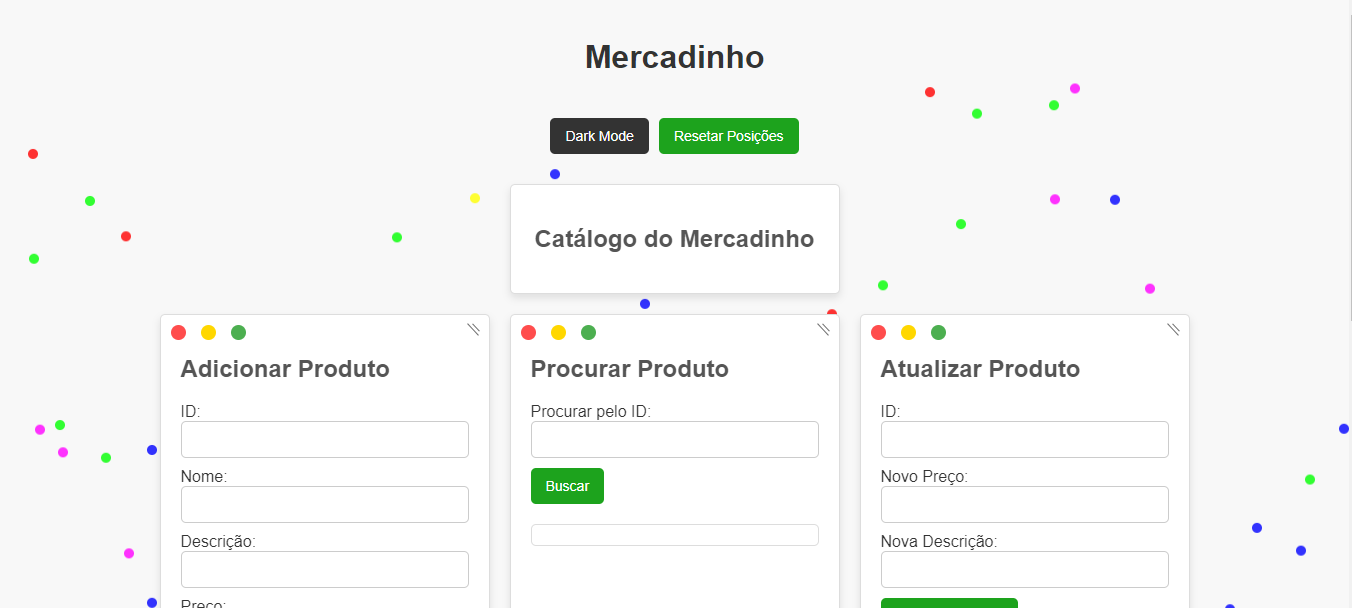 Mercadinho
Dark Mode
Resetar Posições
Catálogo do Mercadinho
Adicionar Produto
ID:
Nome:
Descrição:
Preço:
Procurar Produto
Procurar pelo ID:
Buscar
Atualizar Produto
ID:
Novo Preço:
Nova Descrição: